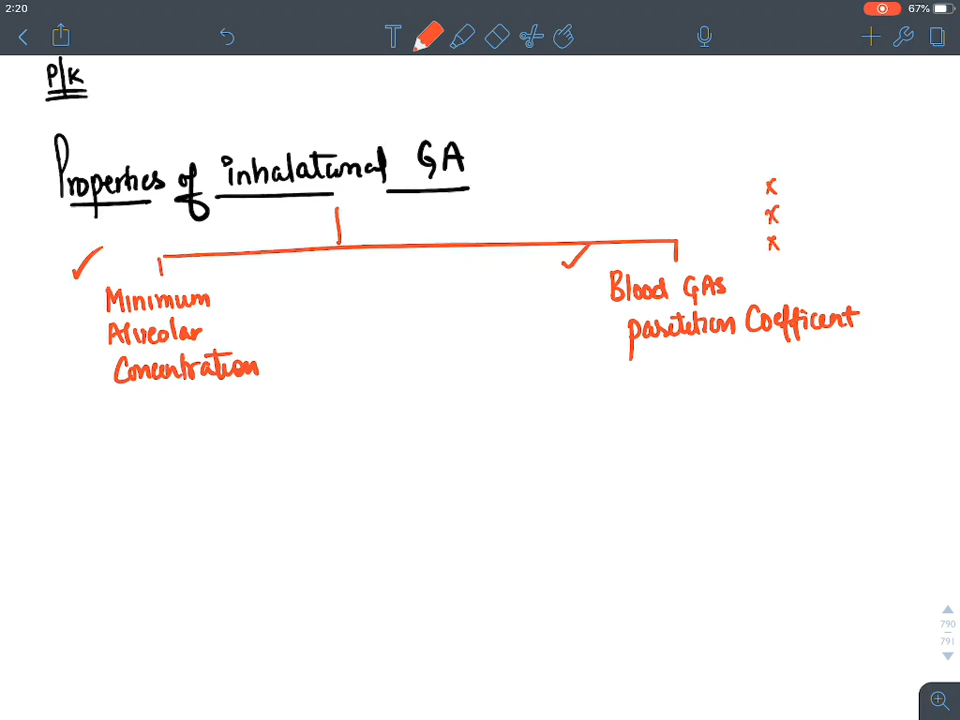 2:20
67%
T
P/K
Properties of inhalational GA
x
x
x
Minimum
Alveolar
Concentration
Blood GAs
partition Coefficent
790
791